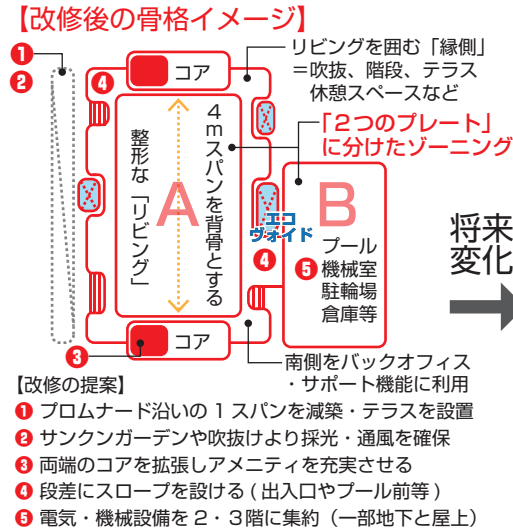 【改修後の骨格イメージ】
❶
❷
❹
コア
リビングを囲む「縁側」
=吹抜、階段、テラス
休憩スペースなど
「2つのプレート」
に分けたゾーニング
4mスパンを背骨とする
整形な「リビング」
A
B
エコ
ヴォイド
❹
❺
プール
機械室
駐輪場
倉庫等
将来
変化
コア
❸
南側をバックオフィス
・サポート機能に利用
【改修の提案】
❶ プロムナード沿いの1スパンを減築・テラスを設置
❷ サンクンガーデンや吹抜けより採光・通風を確保
❸ 両端のコアを拡張しアメニティを充実させる
❹ 段差にスロープを設ける(出入口やプール前等)
❺ 電気・機械設備を2・3階に集約(一部地下と屋上)